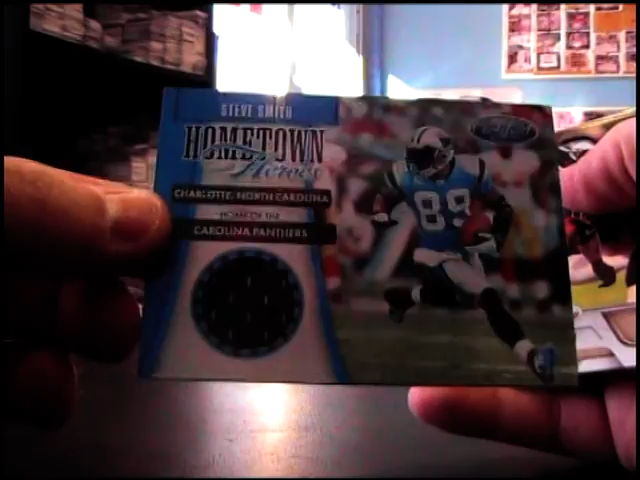 STEVE SMITH
HOMETOWN
Heroes
CHARLOTTE, NORTH CAROLINA
HOME OF THE
CAROLINA PANTHERS
89